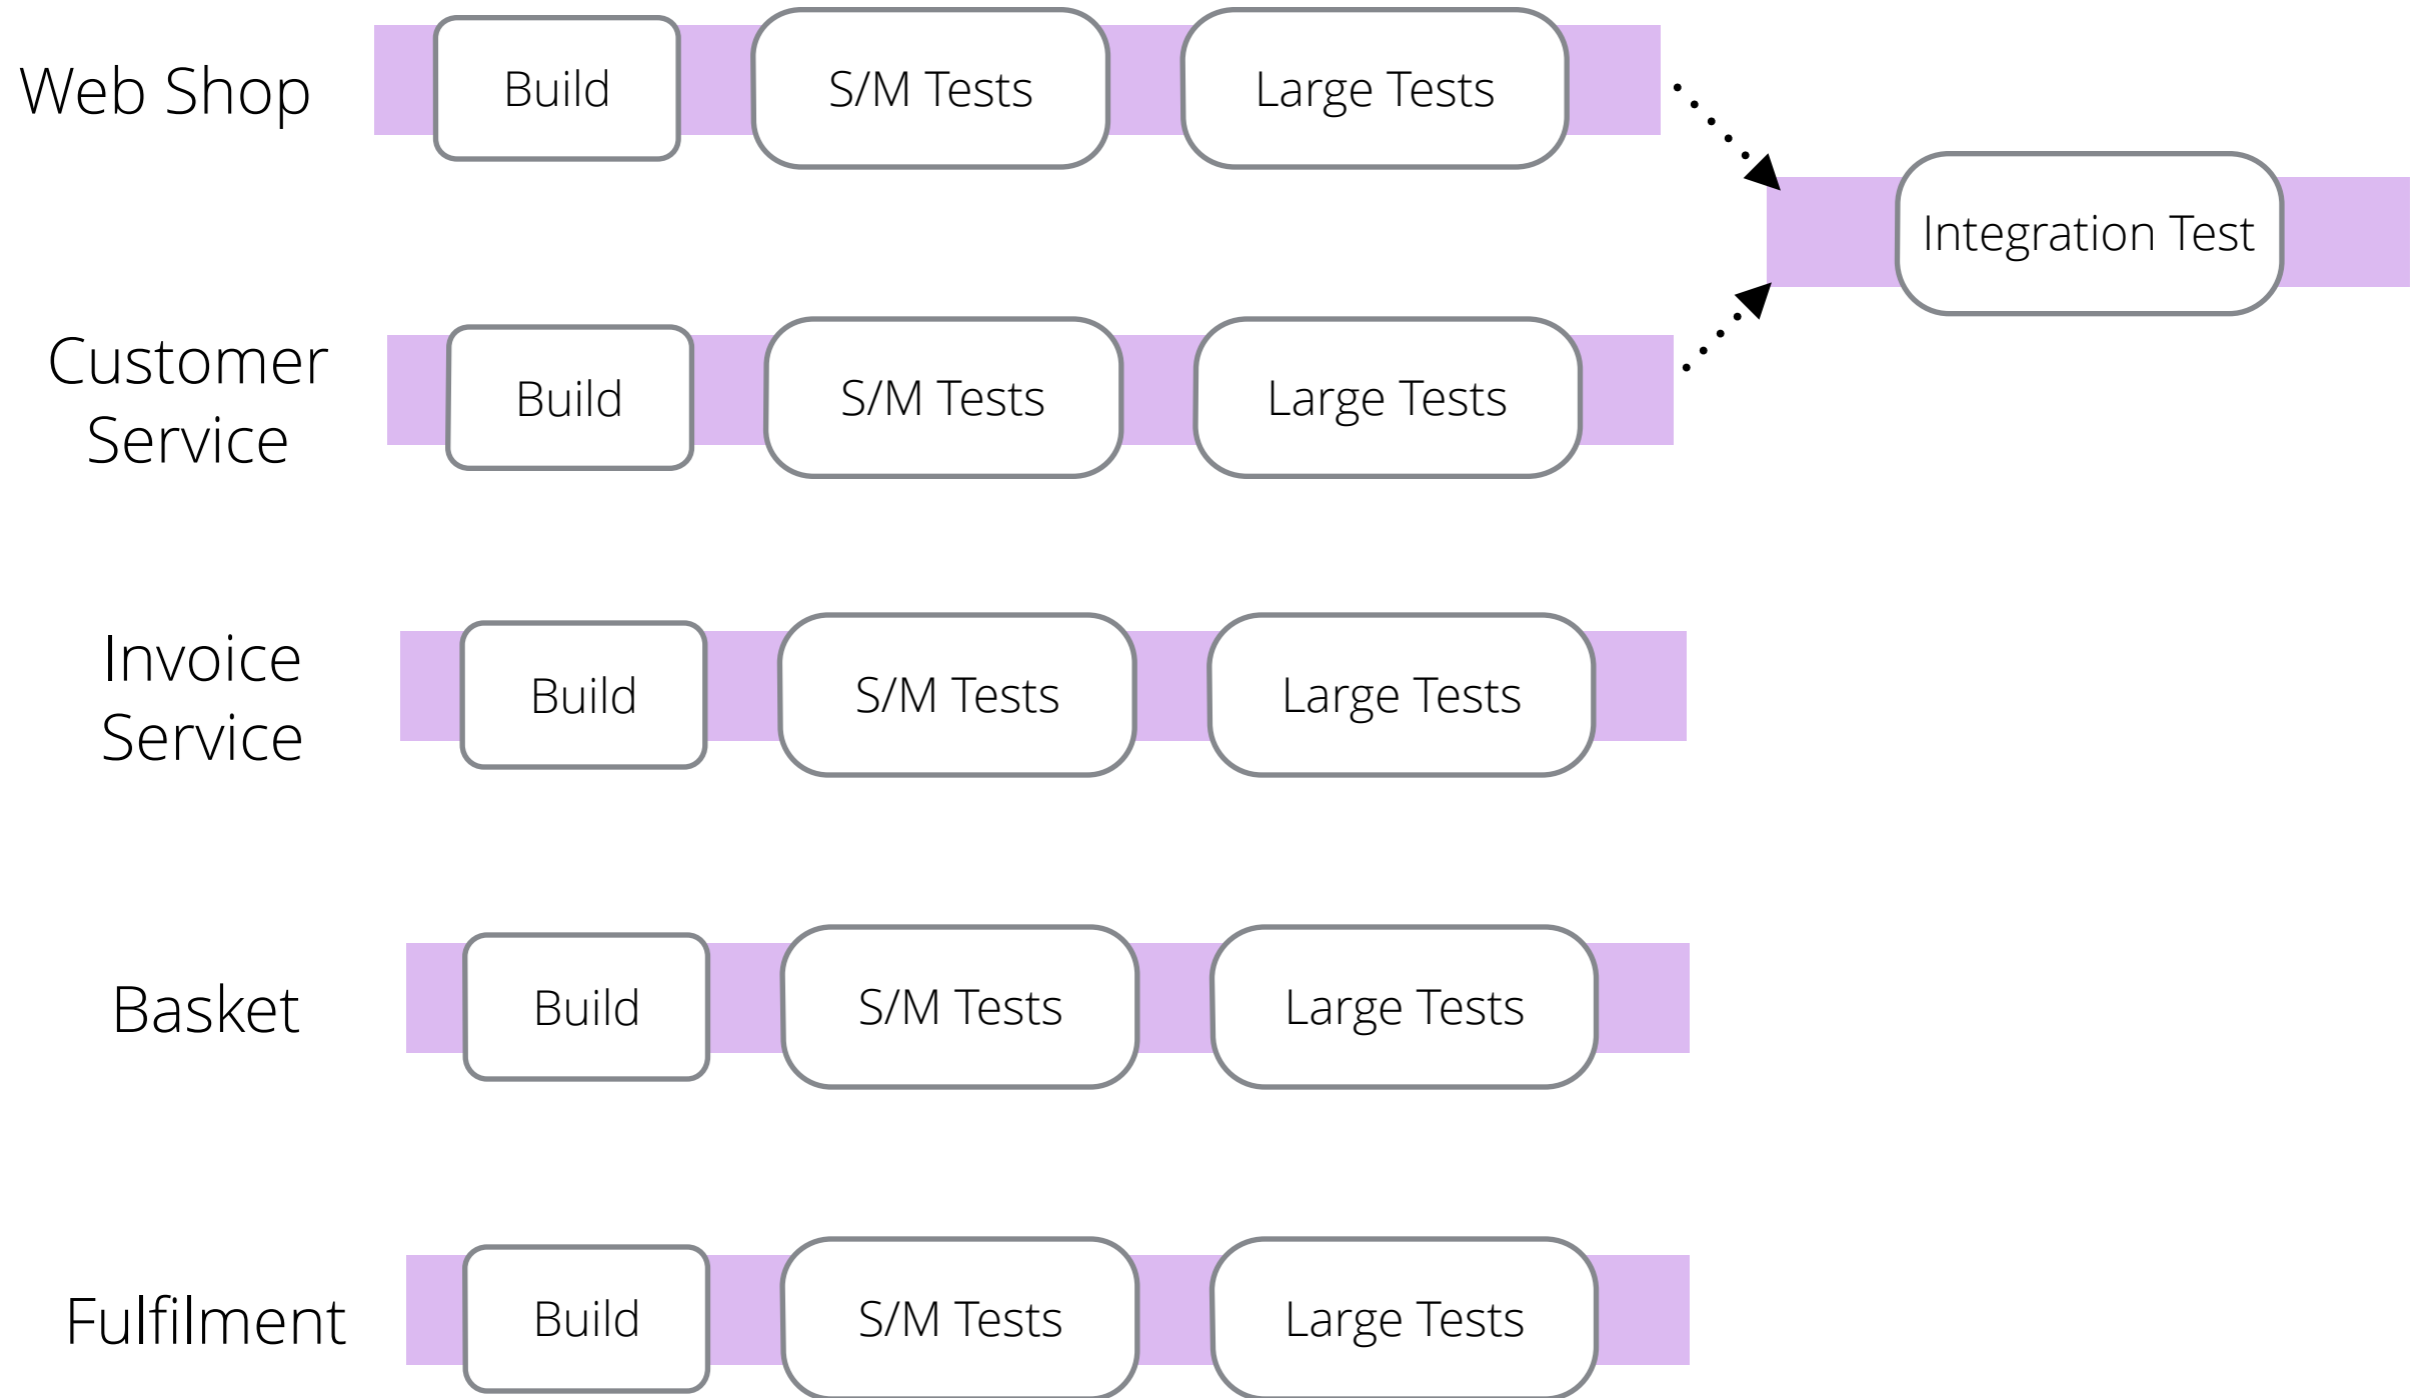 Web Shop
Build
S/M Tests
Large Tests
Integration Test
Customer
Service
Build
S/M Tests
Large Tests
Invoice
Service
Build
S/M Tests
Large Tests
Basket
Build
S/M Tests
Large Tests
Fulfilment
Build
S/M Tests
Large Tests